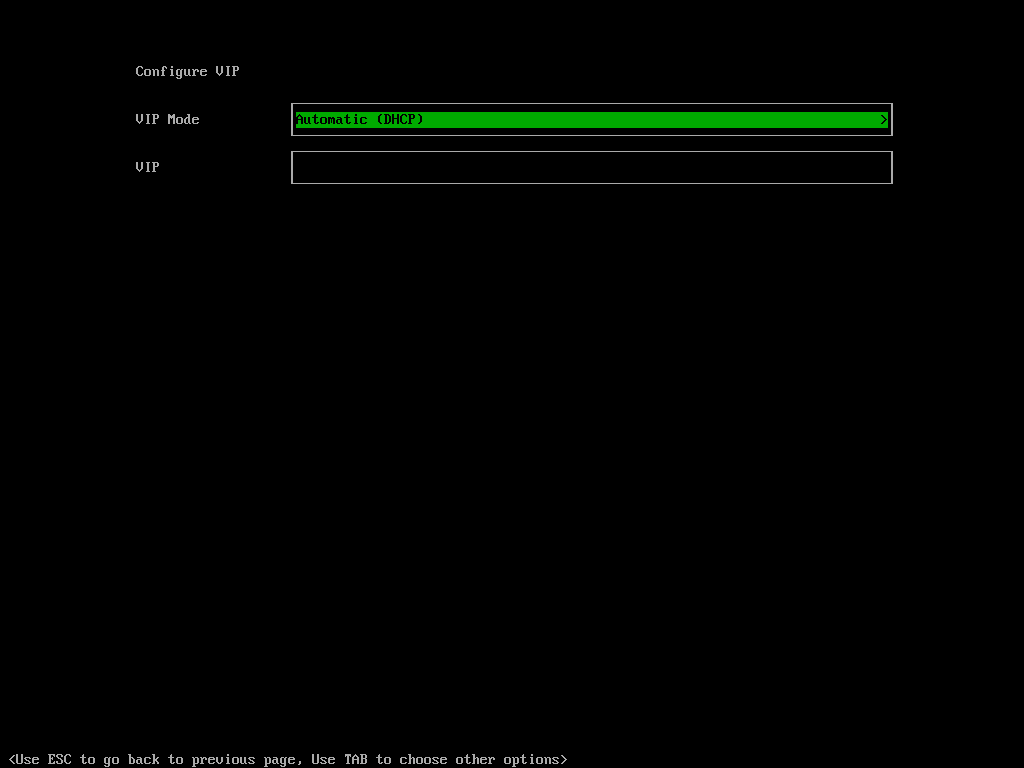 Configure VIP
VIP Mode Automatic (DHCP) >
VIP
<Use ESC to go back to previous page, Use TAB to choose other options>